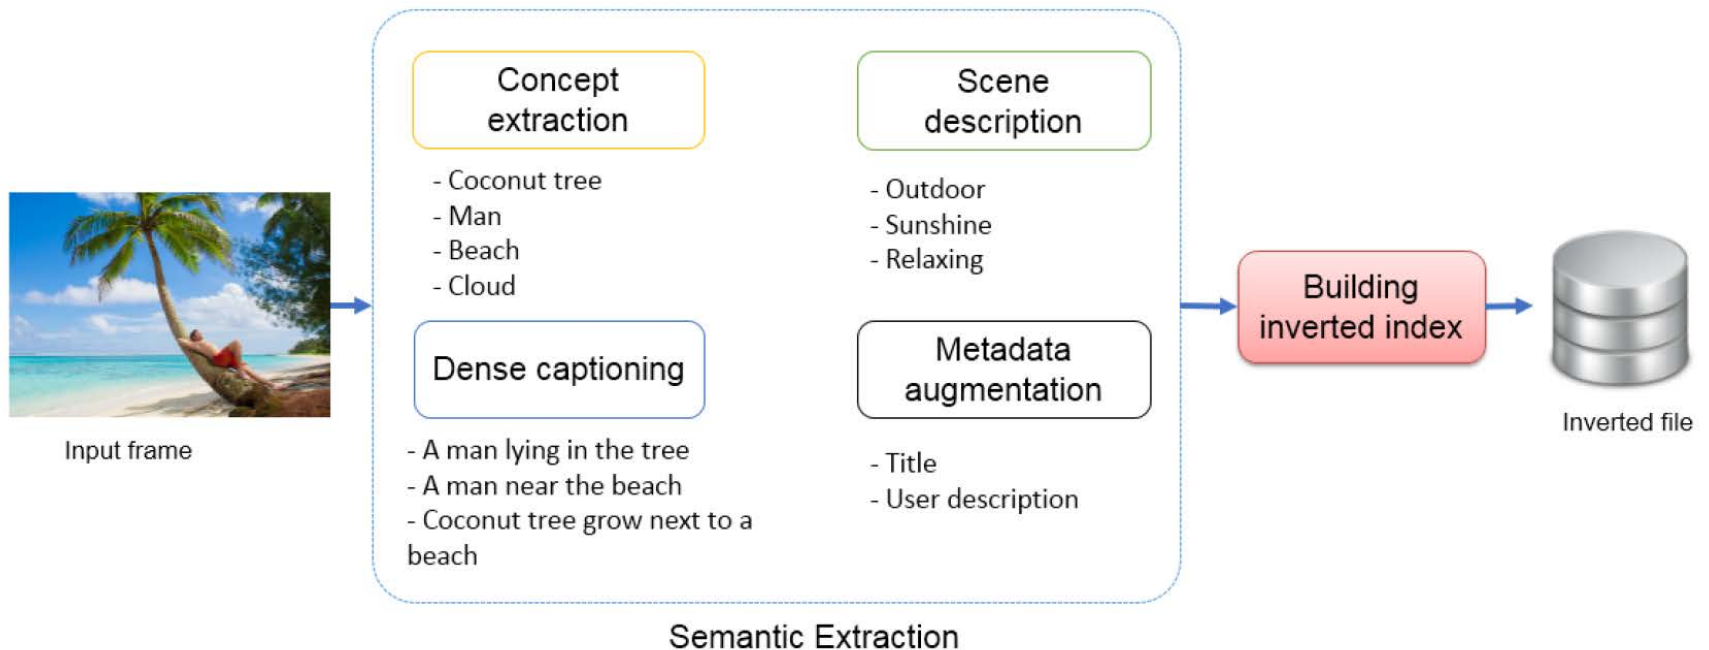 Input frame
Concept
extraction
- Coconut tree
- Man
- Beach
- Cloud
Dense captioning
- A man lying in the tree
- A man near the beach
- Coconut tree grow next to a
beach
Scene
description
- Outdoor
- Sunshine
- Relaxing
Metadata
augmentation
- Title
- User description
Semantic Extraction
Building
inverted index
Inverted file